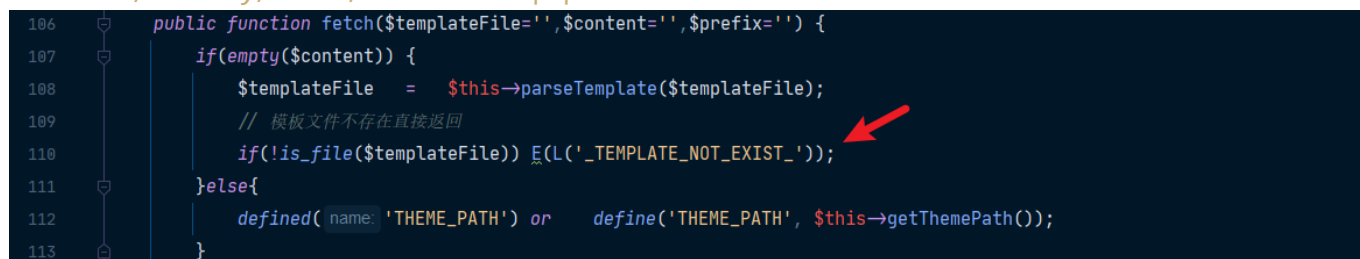 106 public function fetch($templateFile='',$content='',$prefix='') {
107 if(empty($content)) {
108 $templateFile = $this→parseTemplate($templateFile);
109 // 模板文件不存在直接返回
110 if(!is_file($templateFile)) E(L('_TEMPLATE_NOT_EXIST_'));
111 }else{
112 defined( name: 'THEME_PATH') or define('THEME_PATH', $this→getThemePath());
113 }